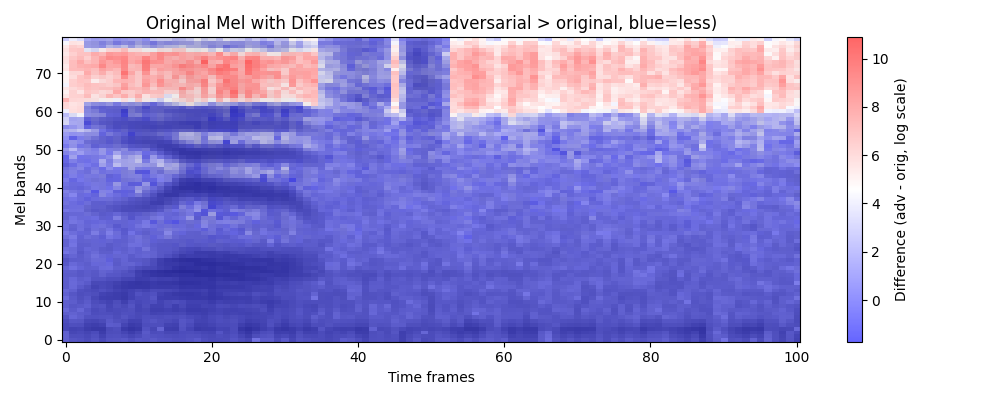 Original Mel with Differences (red=adversarial > original, blue=less)
Mel bands
70
60
50
40
30
20
10
0
0 20 40 60 80 100
Time frames
10
8
6
4
2
0
Difference (adv - orig, log scale)